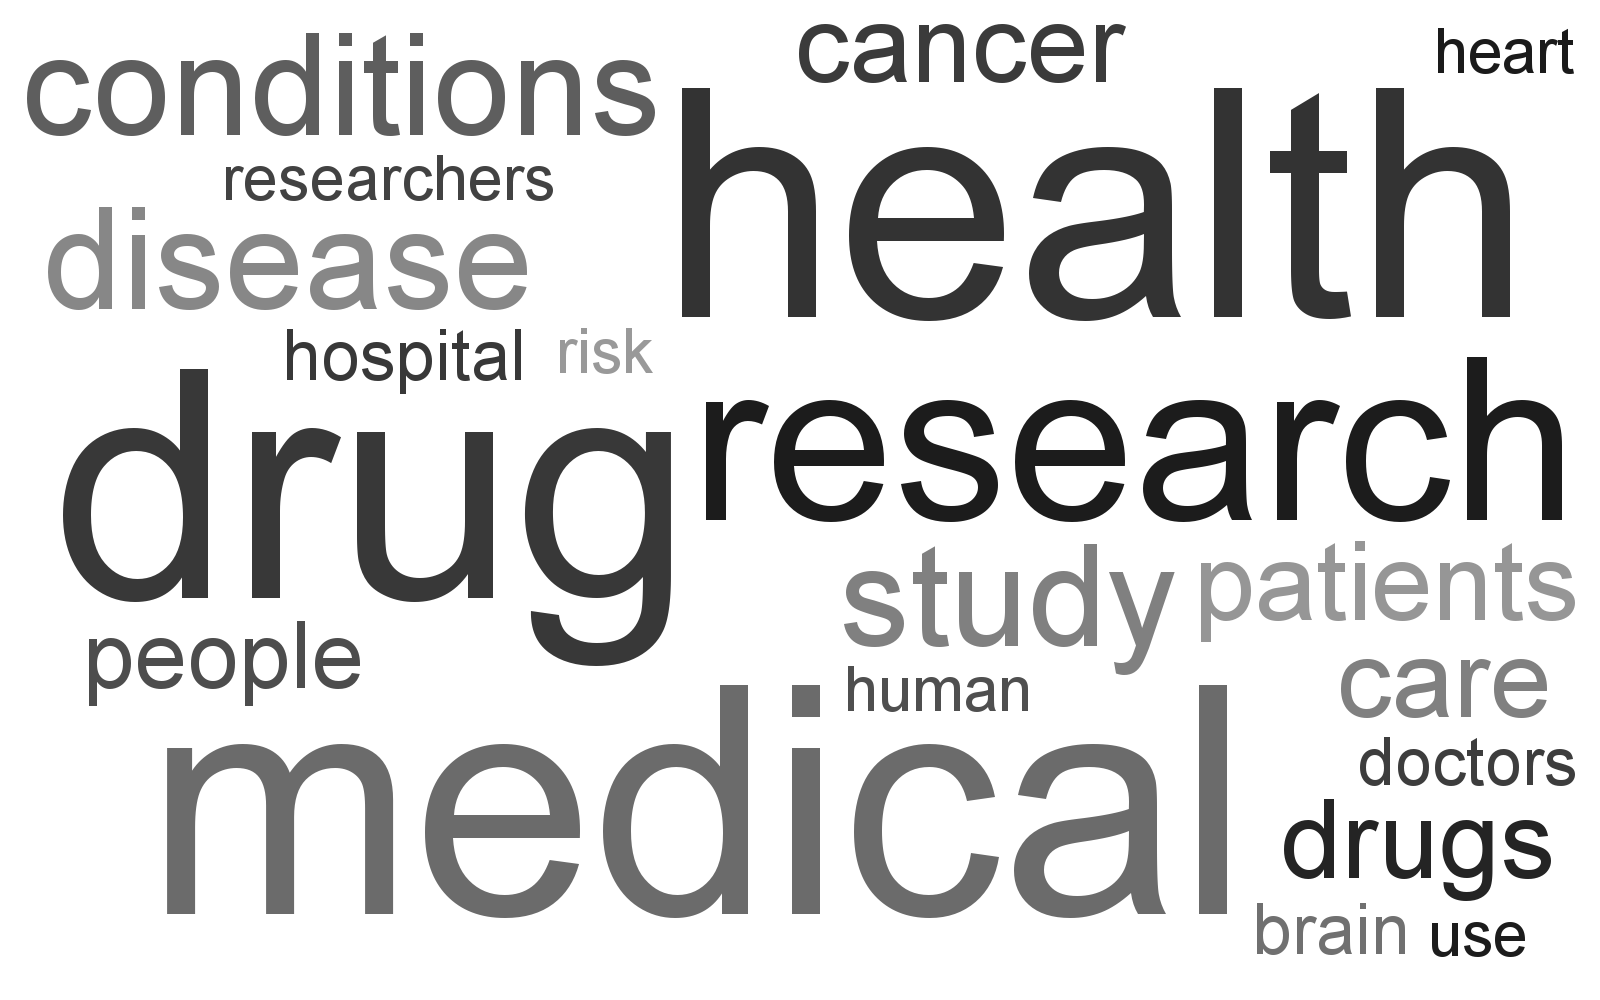 cancer
heart
conditions
health
researchers
disease
hospital
risk
drug
research
study
patients
people
human
care
medical
doctors
drugs
brain
use